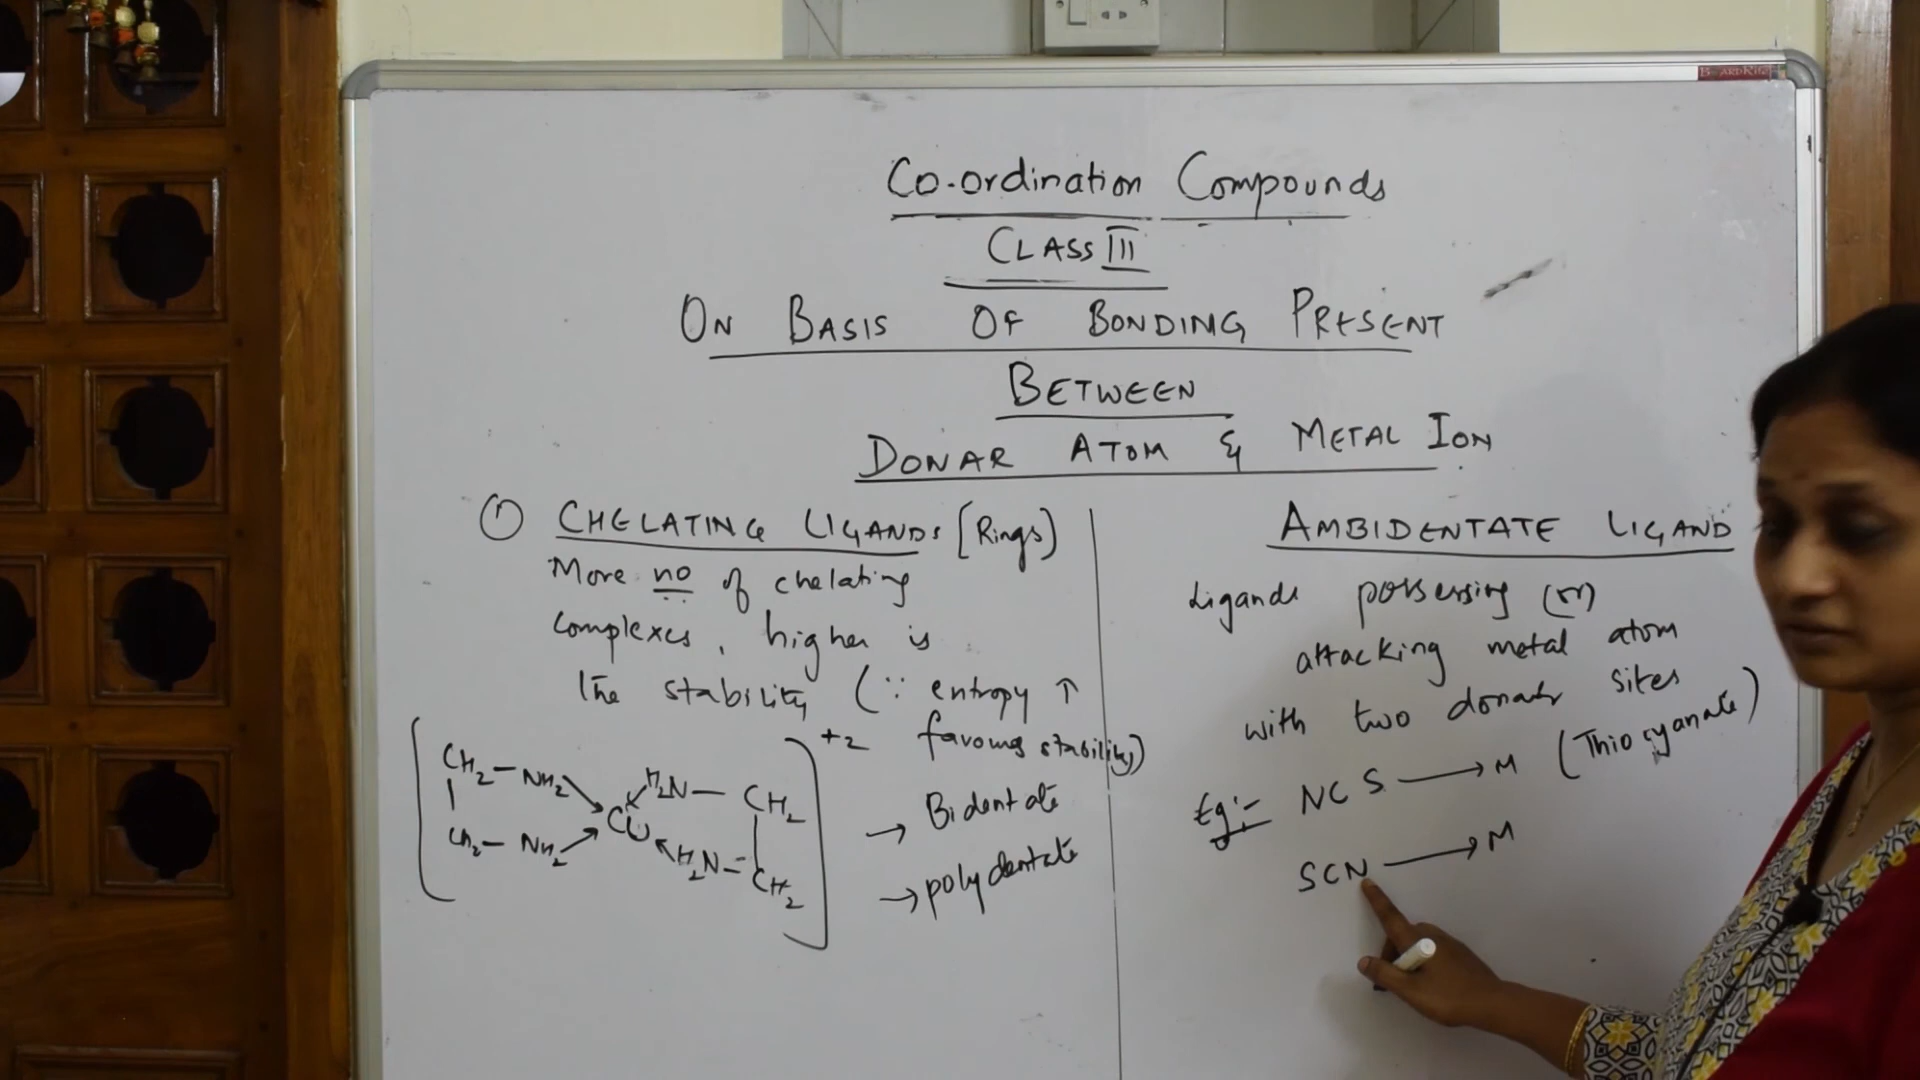 Co-ordination Compounds
CLASS III
ON BASIS OF BONDING PRESENT
BETWEEN
DONAR ATOM & METAL ION
① CHELATING LIGANDS [Rings]
More no of chelating
complexes, higher is
the stability (∵ entropy ↑
favours stability)
[CH2-NH2 → Cu ← H2N-CH2
CH2-NH2 → ← H2N-CH2]+2
→ Bidentate
→ polydentate
AMBIDENTATE LIGAND
Ligands possessing (or)
attacking metal atom
with two donar sites
Eg:- NCS → M (Thiocyanate)
SCN → M